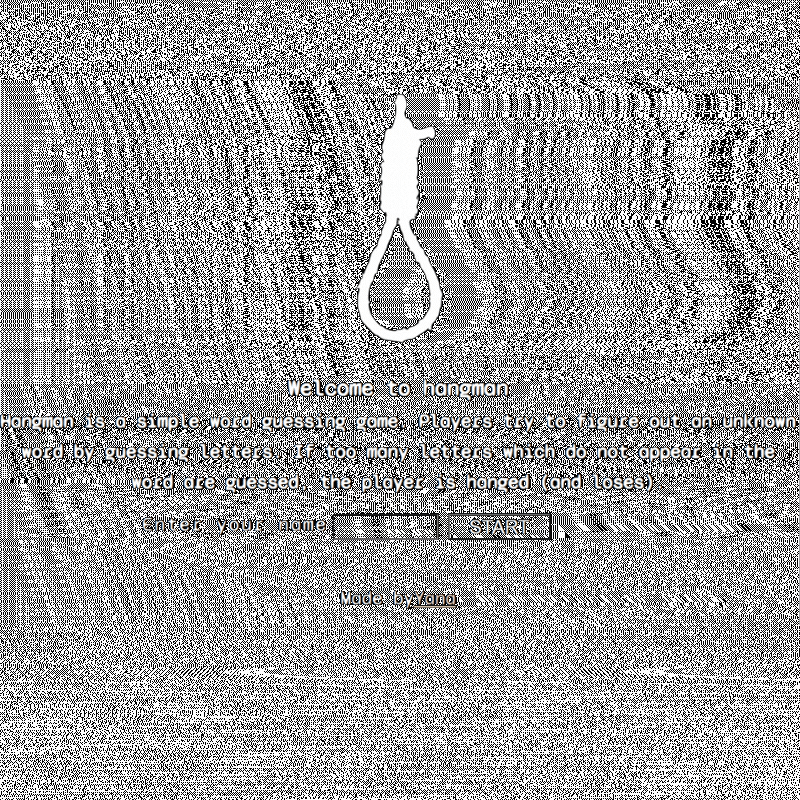 Welcome to hangman
Hangman is a simple word guessing game. Players try to figure out an unknown
word by guessing letters. If too many letters which do not appear in the
word are guessed, the player is hanged (and loses)
Enter your name:
START
Made by